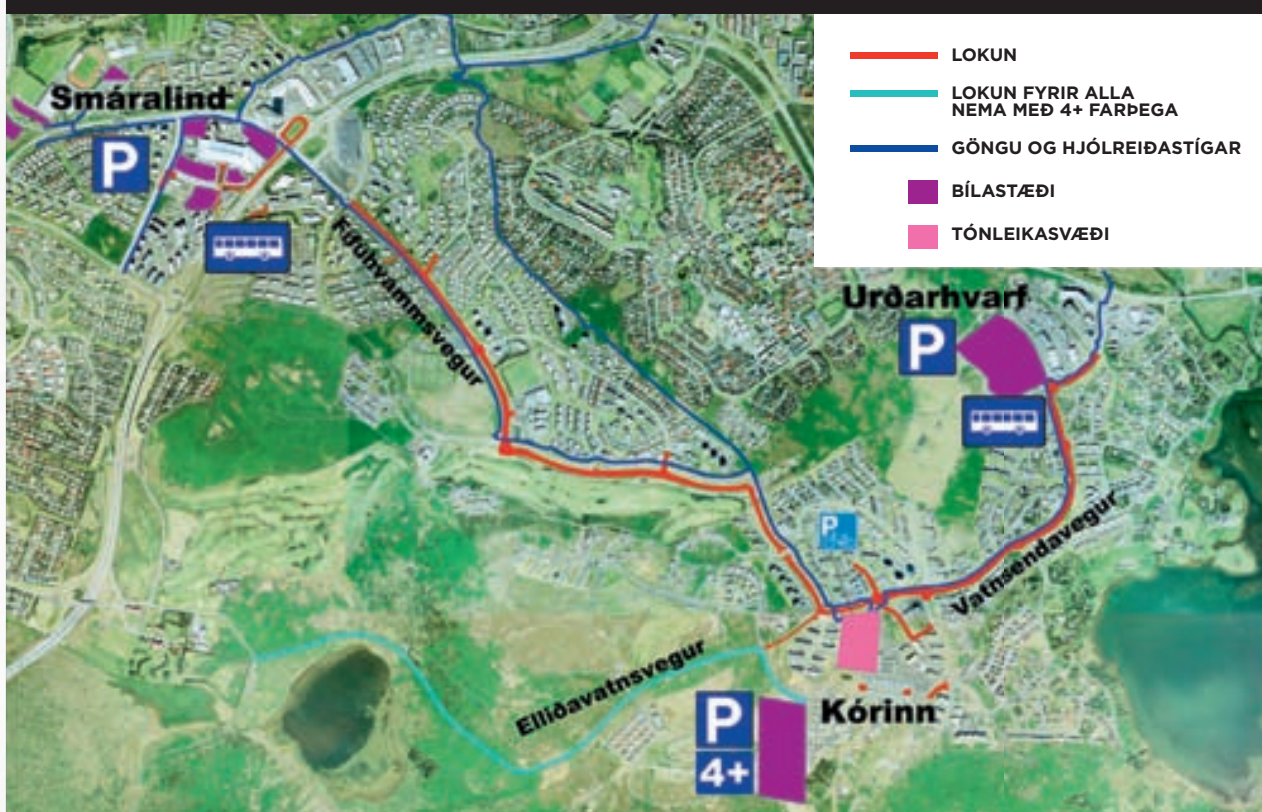 LOKUN
LOKUN FYRIR ALLA
NEMA MEÐ 4+ FARÞEGA
GÖNGU OG HJÓLREIÐASTÍGAR
BÍLASTÆÐI
TÓNLEIKASVÆÐI
Smáralind
P
Fífuhvammsvegur
Urðarhvarf
P
P
Vatnsendavegur
Elliðavatnsvegur
Kórinn
P
4+